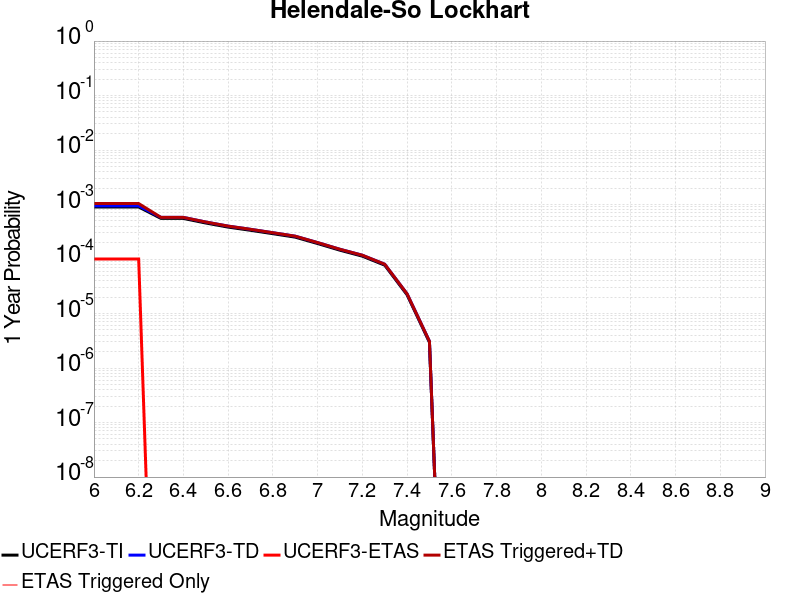 Helendale-So Lockhart
10^0
10^-1
10^-2
10^-3
10^-4
10^-5
10^-6
10^-7
10^-8
1 Year Probability
6 6.2 6.4 6.6 6.8 7 7.2 7.4 7.6 7.8 8 8.2 8.4 8.6 8.8 9
Magnitude
UCERF3-TI UCERF3-TD UCERF3-ETAS ETAS Triggered+TD
ETAS Triggered Only